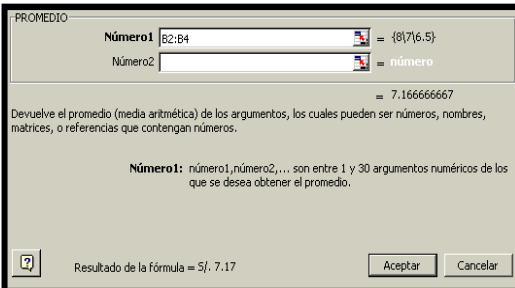 PROMEDIO
Número1 B2:B4 = {8\7\6.5}
Número2 = número
= 7.166666667
Devuelve el promedio (media aritmética) de los argumentos, los cuales pueden ser números, nombres,
matrices, o referencias que contengan números.
Número1: número1,número2,... son entre 1 y 30 argumentos numéricos de los
que se desea obtener el promedio.
? Resultado de la fórmula = S/. 7.17 Aceptar Cancelar